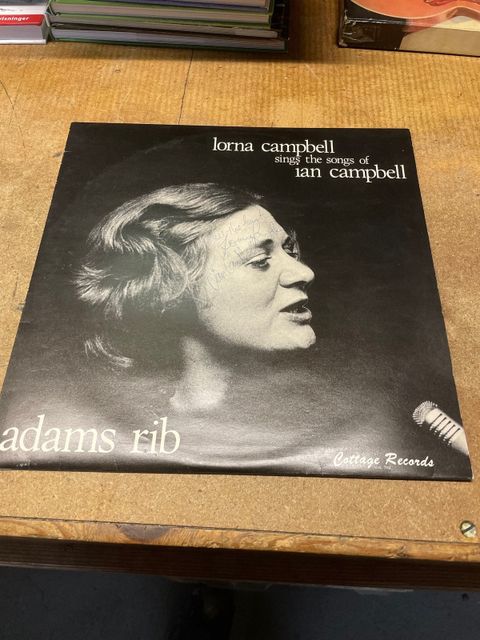 lorna campbell
sings the songs of
ian campbell
adams rib
Cottage Records